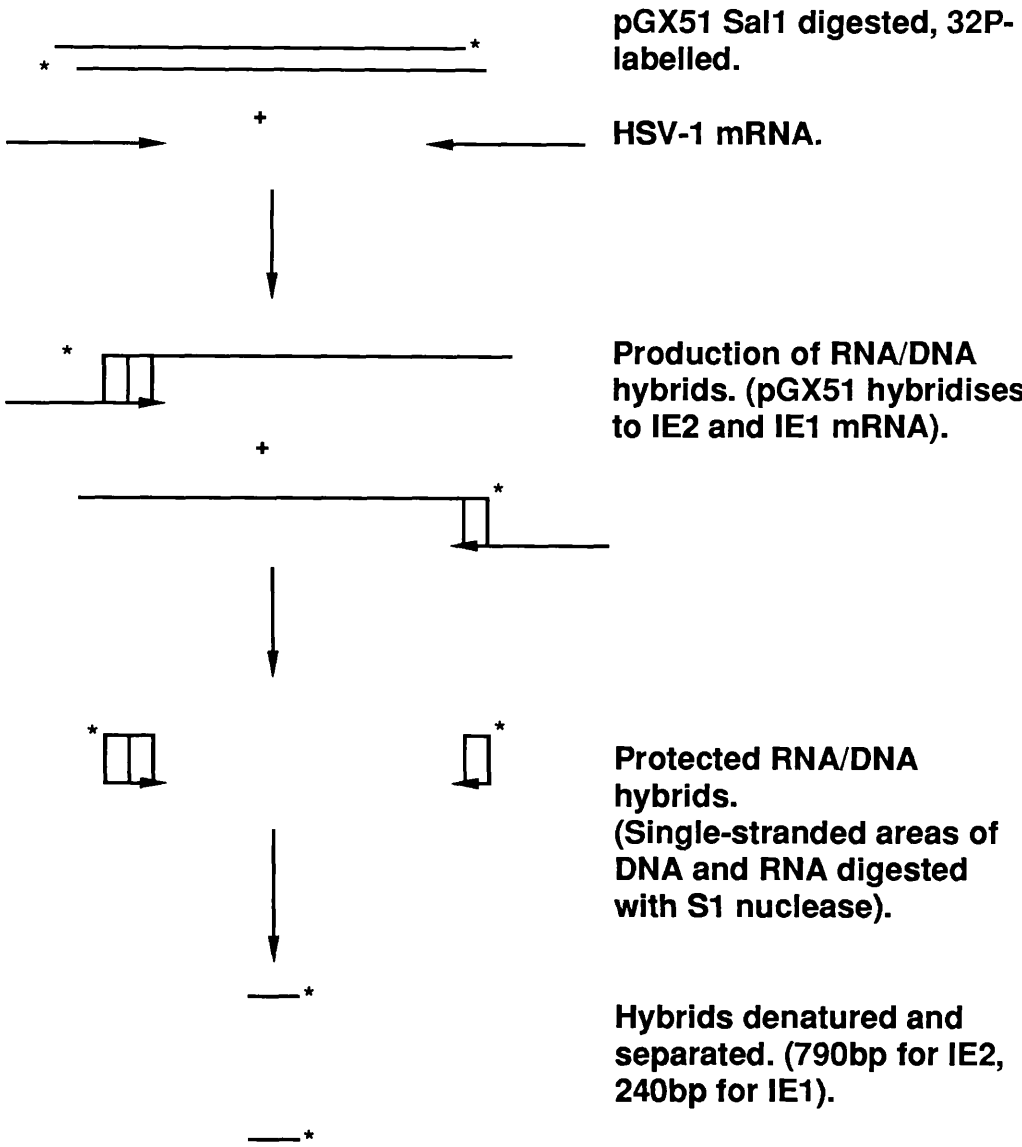 pGX51 Sal1 digested, 32P-
labelled.
*
*
+
HSV-1 mRNA.
*
Production of RNA/DNA
hybrids. (pGX51 hybridises
to IE2 and IE1 mRNA).
+
*
*
*
Protected RNA/DNA
hybrids.
(Single-stranded areas of
DNA and RNA digested
with S1 nuclease).
*
Hybrids denatured and
separated. (790bp for IE2,
240bp for IE1).
*